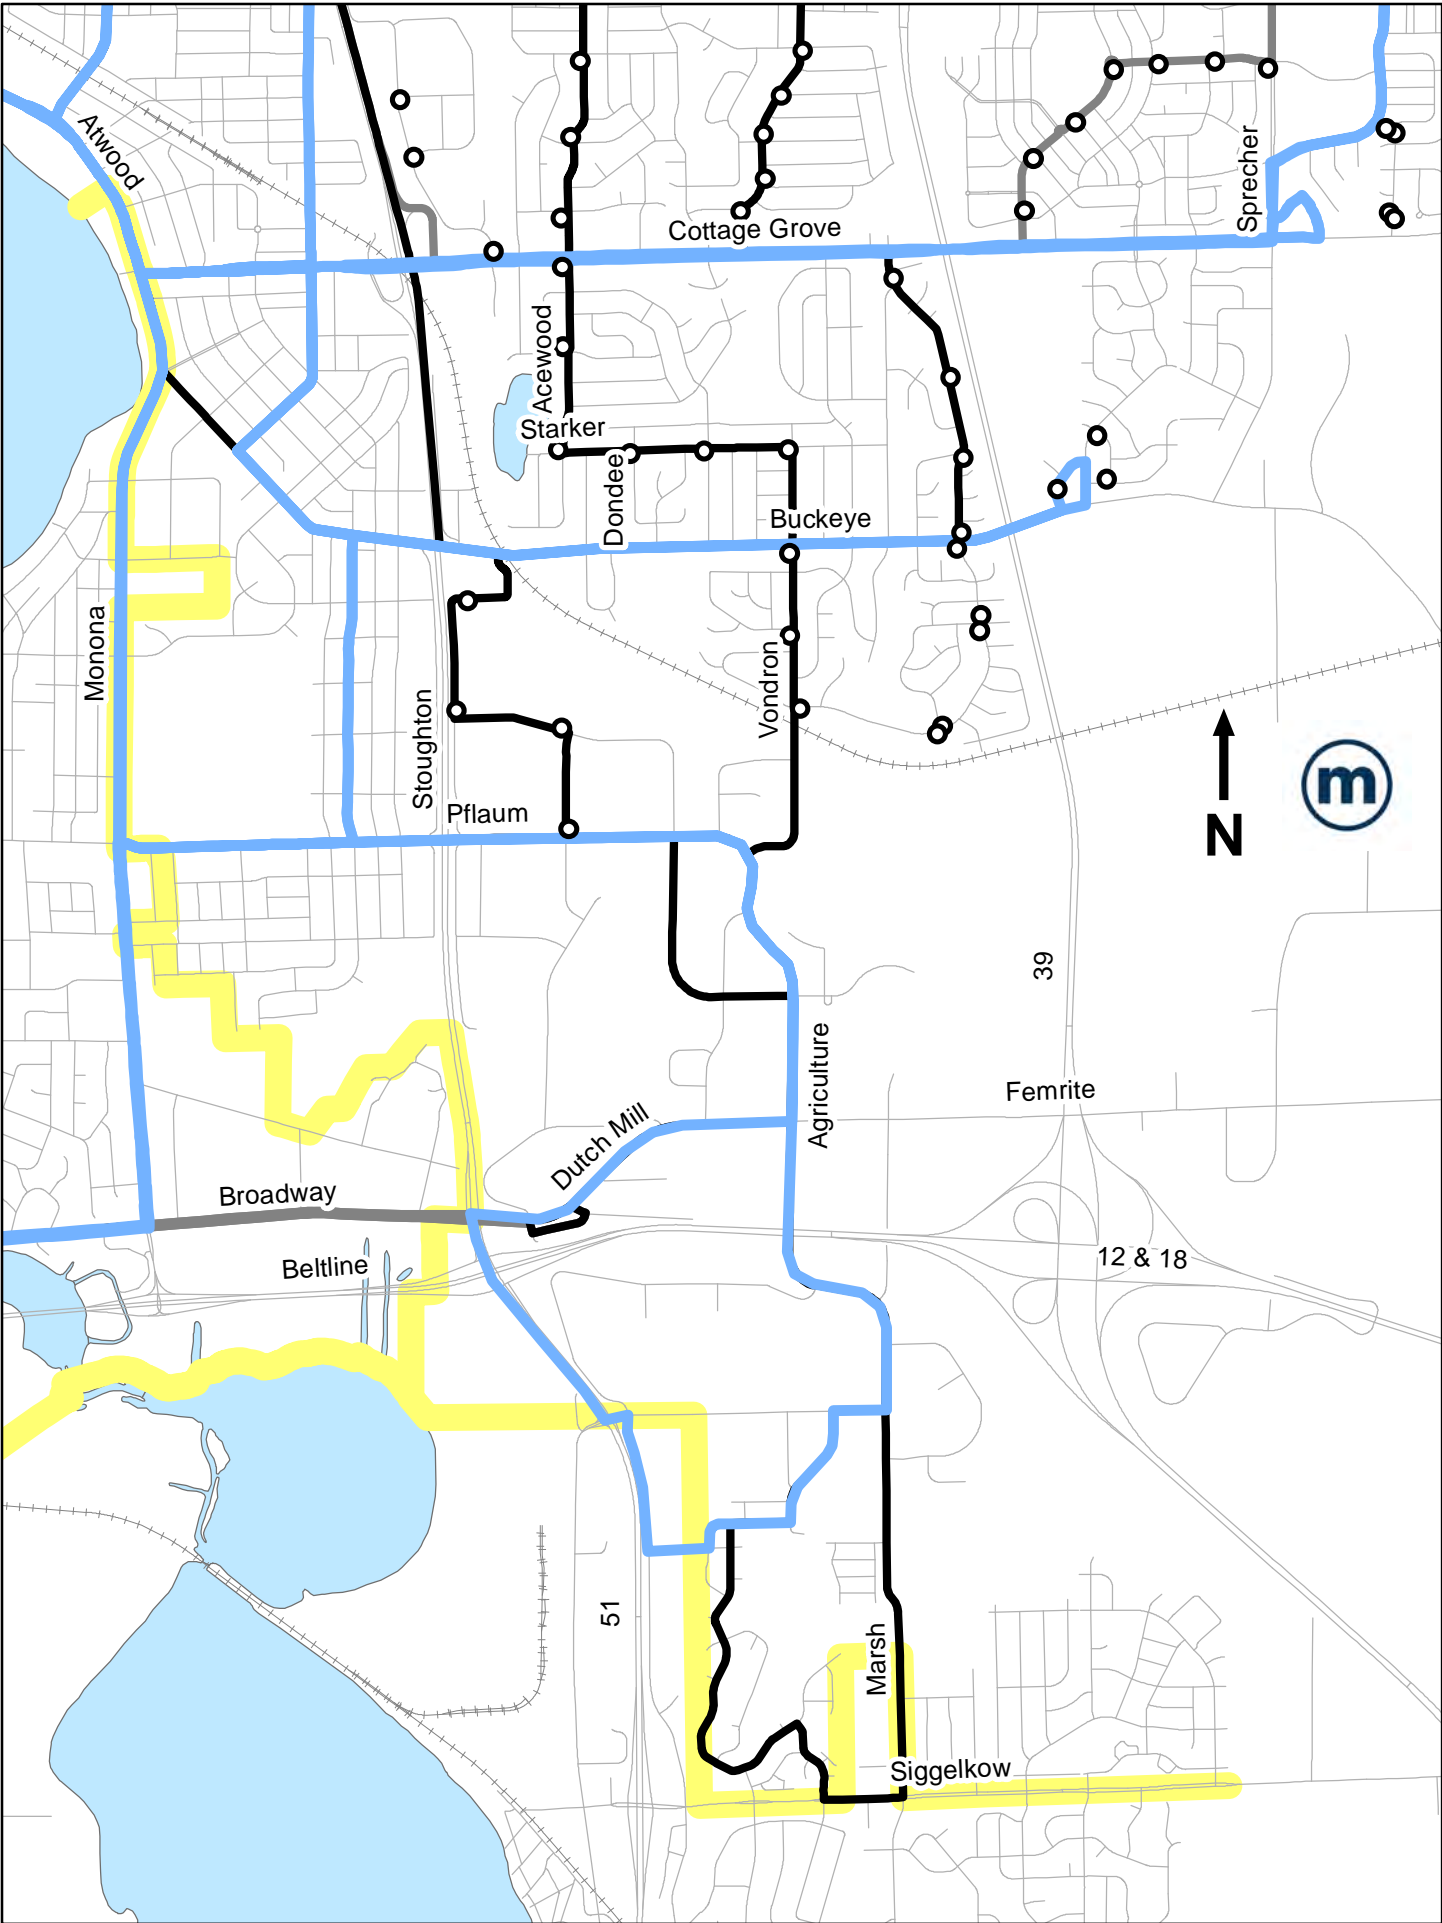 Atwood
Sprecher
Cottage Grove
Acewood
Starker
Dondee
Buckeye
Monona
Vondron
Stoughton
Pflaum
m
N
39
Agriculture
Femrite
Dutch Mill
Broadway
Beltline
12 & 18
51
Marsh
Siggelkow